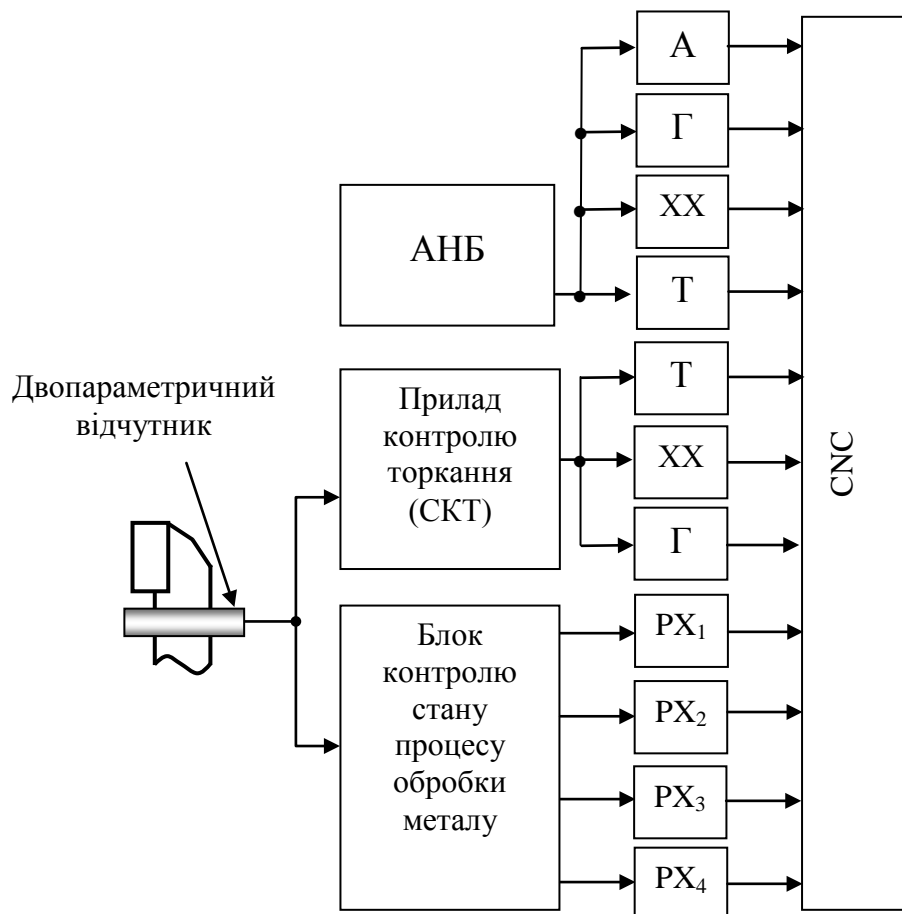 А
Г
ХХ
АНБ
Т
Двопараметричний
відчутник
Прилад
контролю
торкання
(СКТ)
Т
ХХ
Г
CNC
Блок
контролю
стану
процесу
обробки
металу
РХ₁
РХ₂
РХ₃
РХ₄